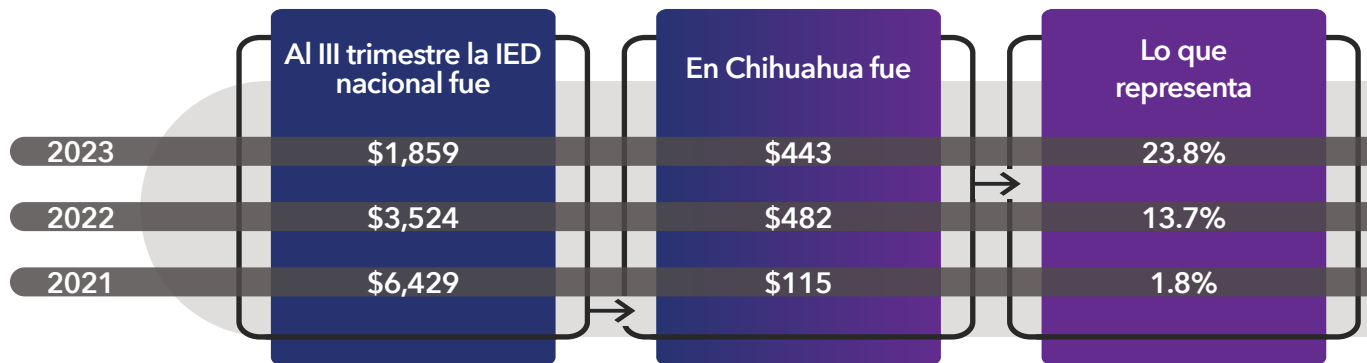 Al III trimestre la IED
nacional fue
En Chihuahua fue
Lo que
representa
2023 $1,859 $443 23.8%
2022 $3,524 $482 13.7%
2021 $6,429 $115 1.8%